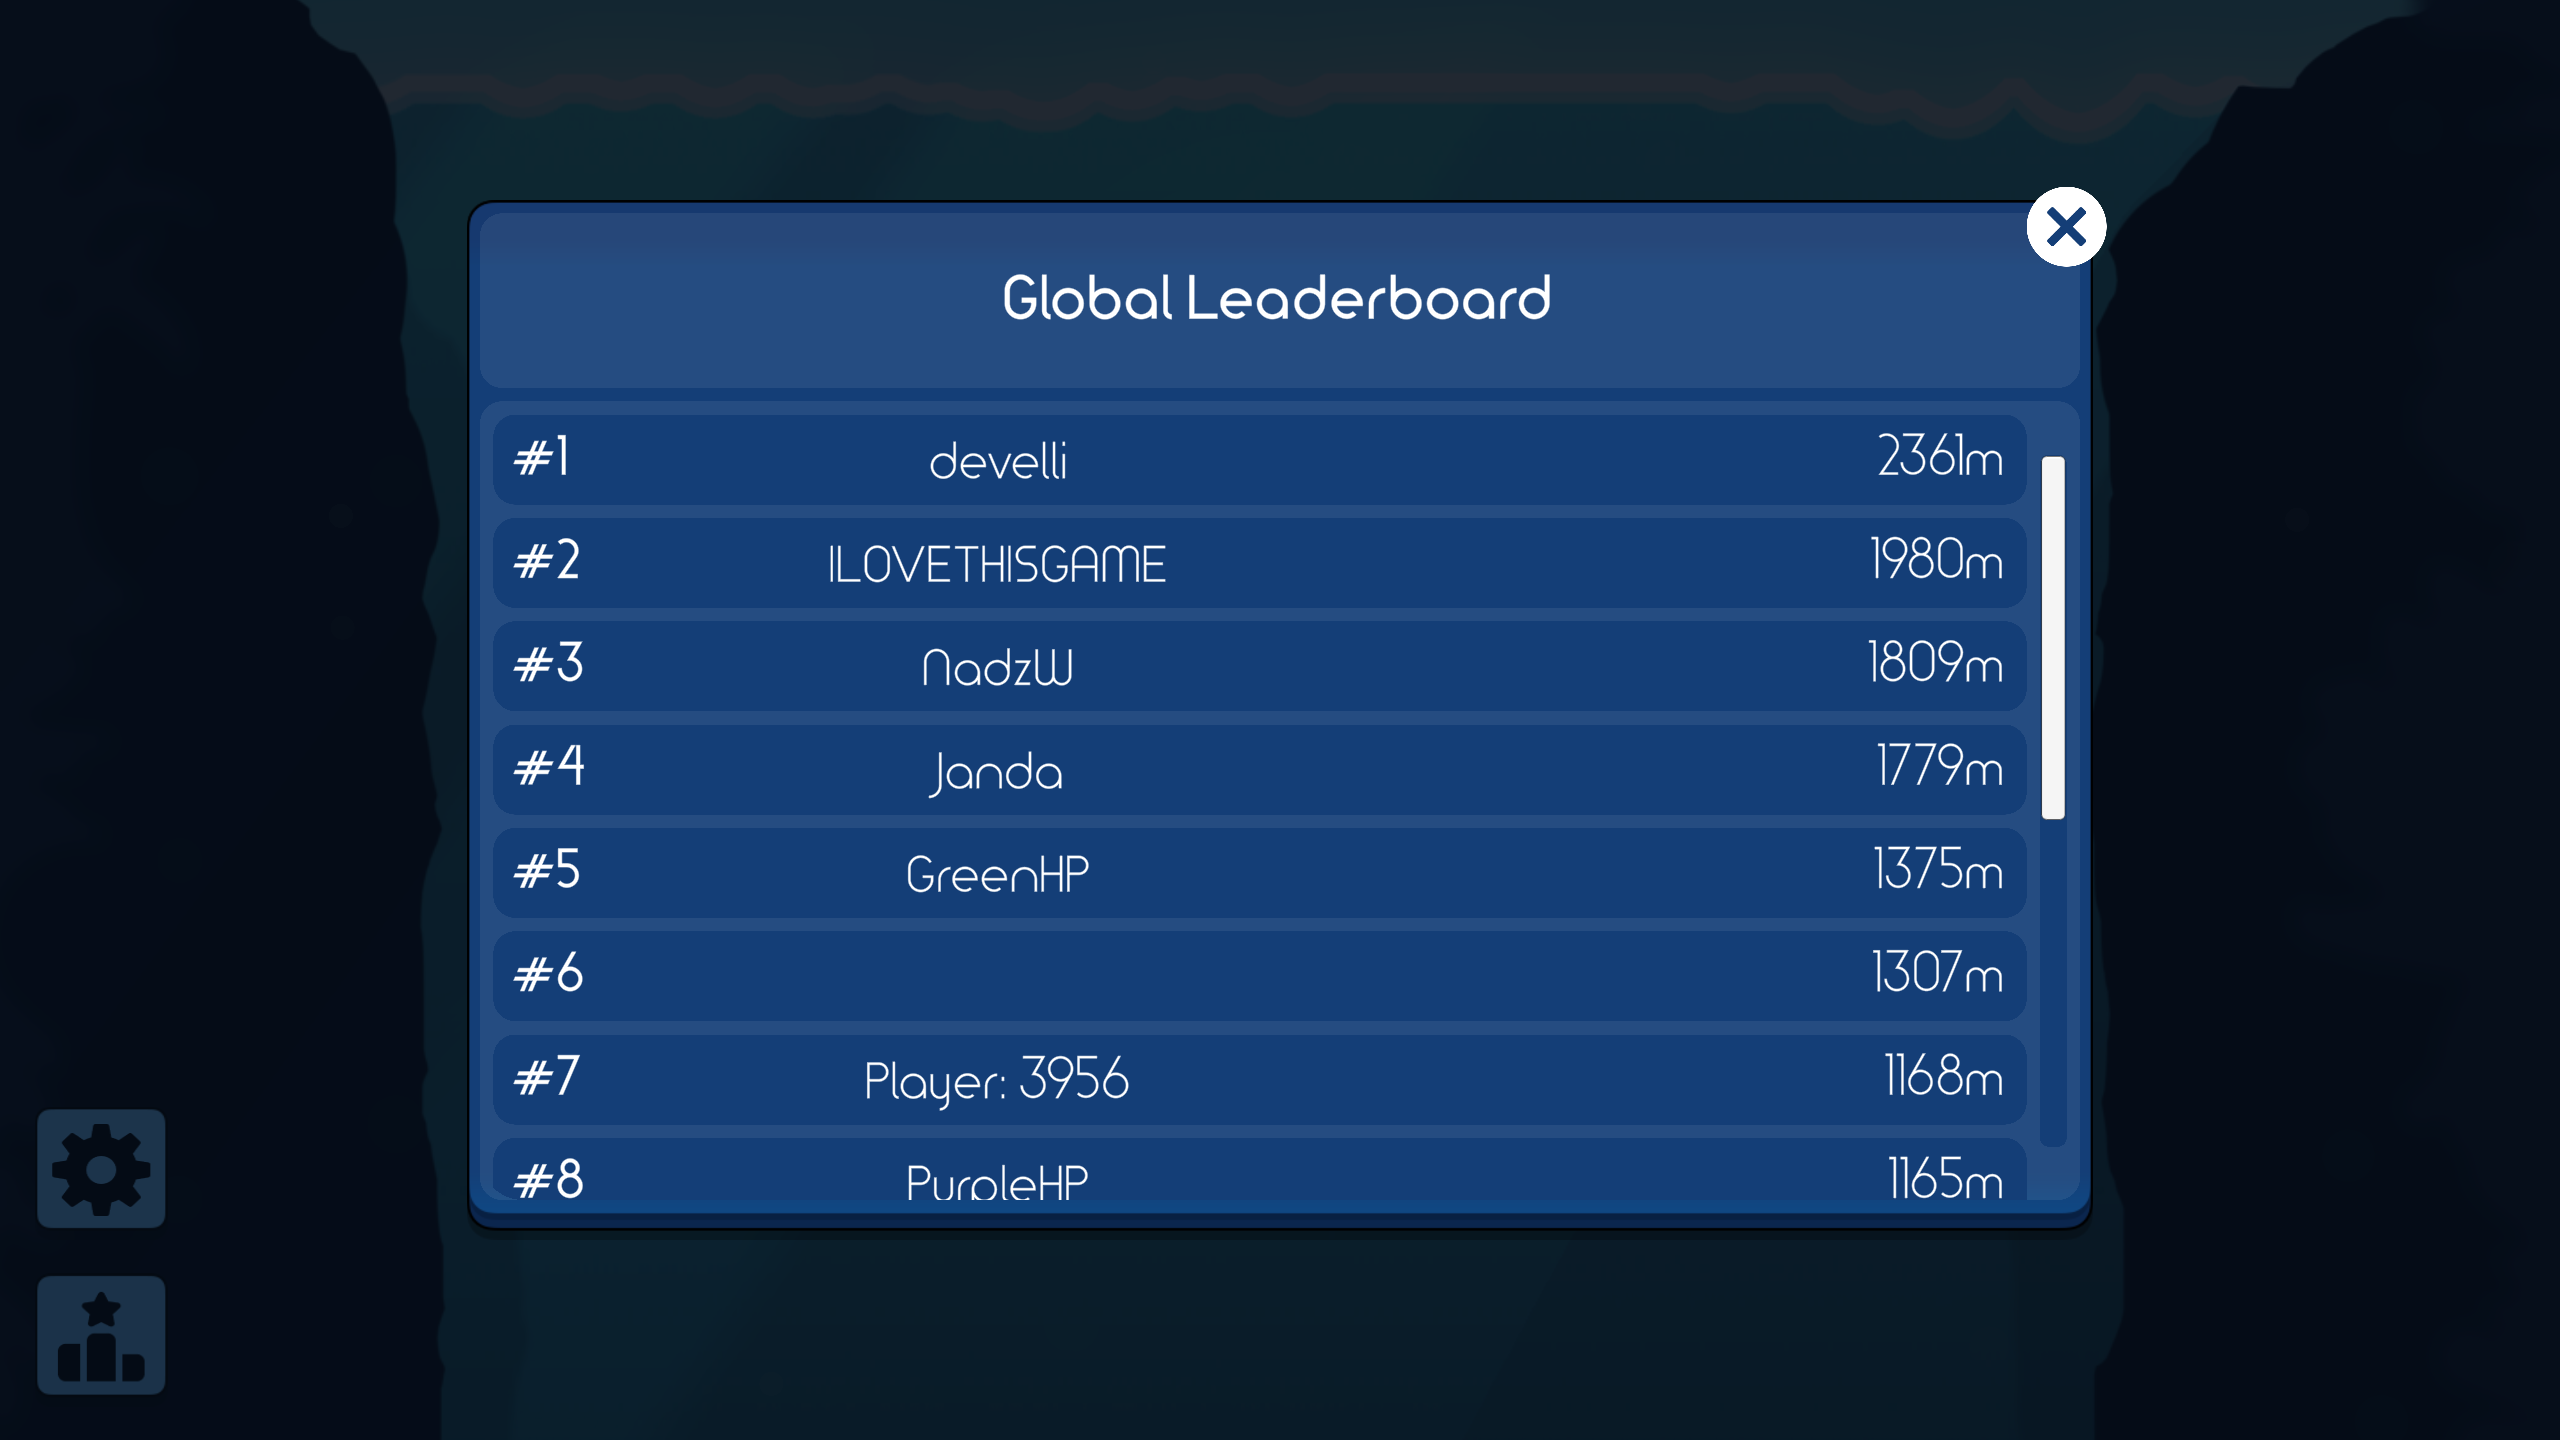 Global Leaderboard
#1 develli 2361m
#2 ILOVETHISGAME 1980m
#3 NadzW 1809m
#4 Janda 1779m
#5 GreenHP 1375m
#6 1307m
#7 Player: 3956 1168m
#8 PurpleHP 1165m